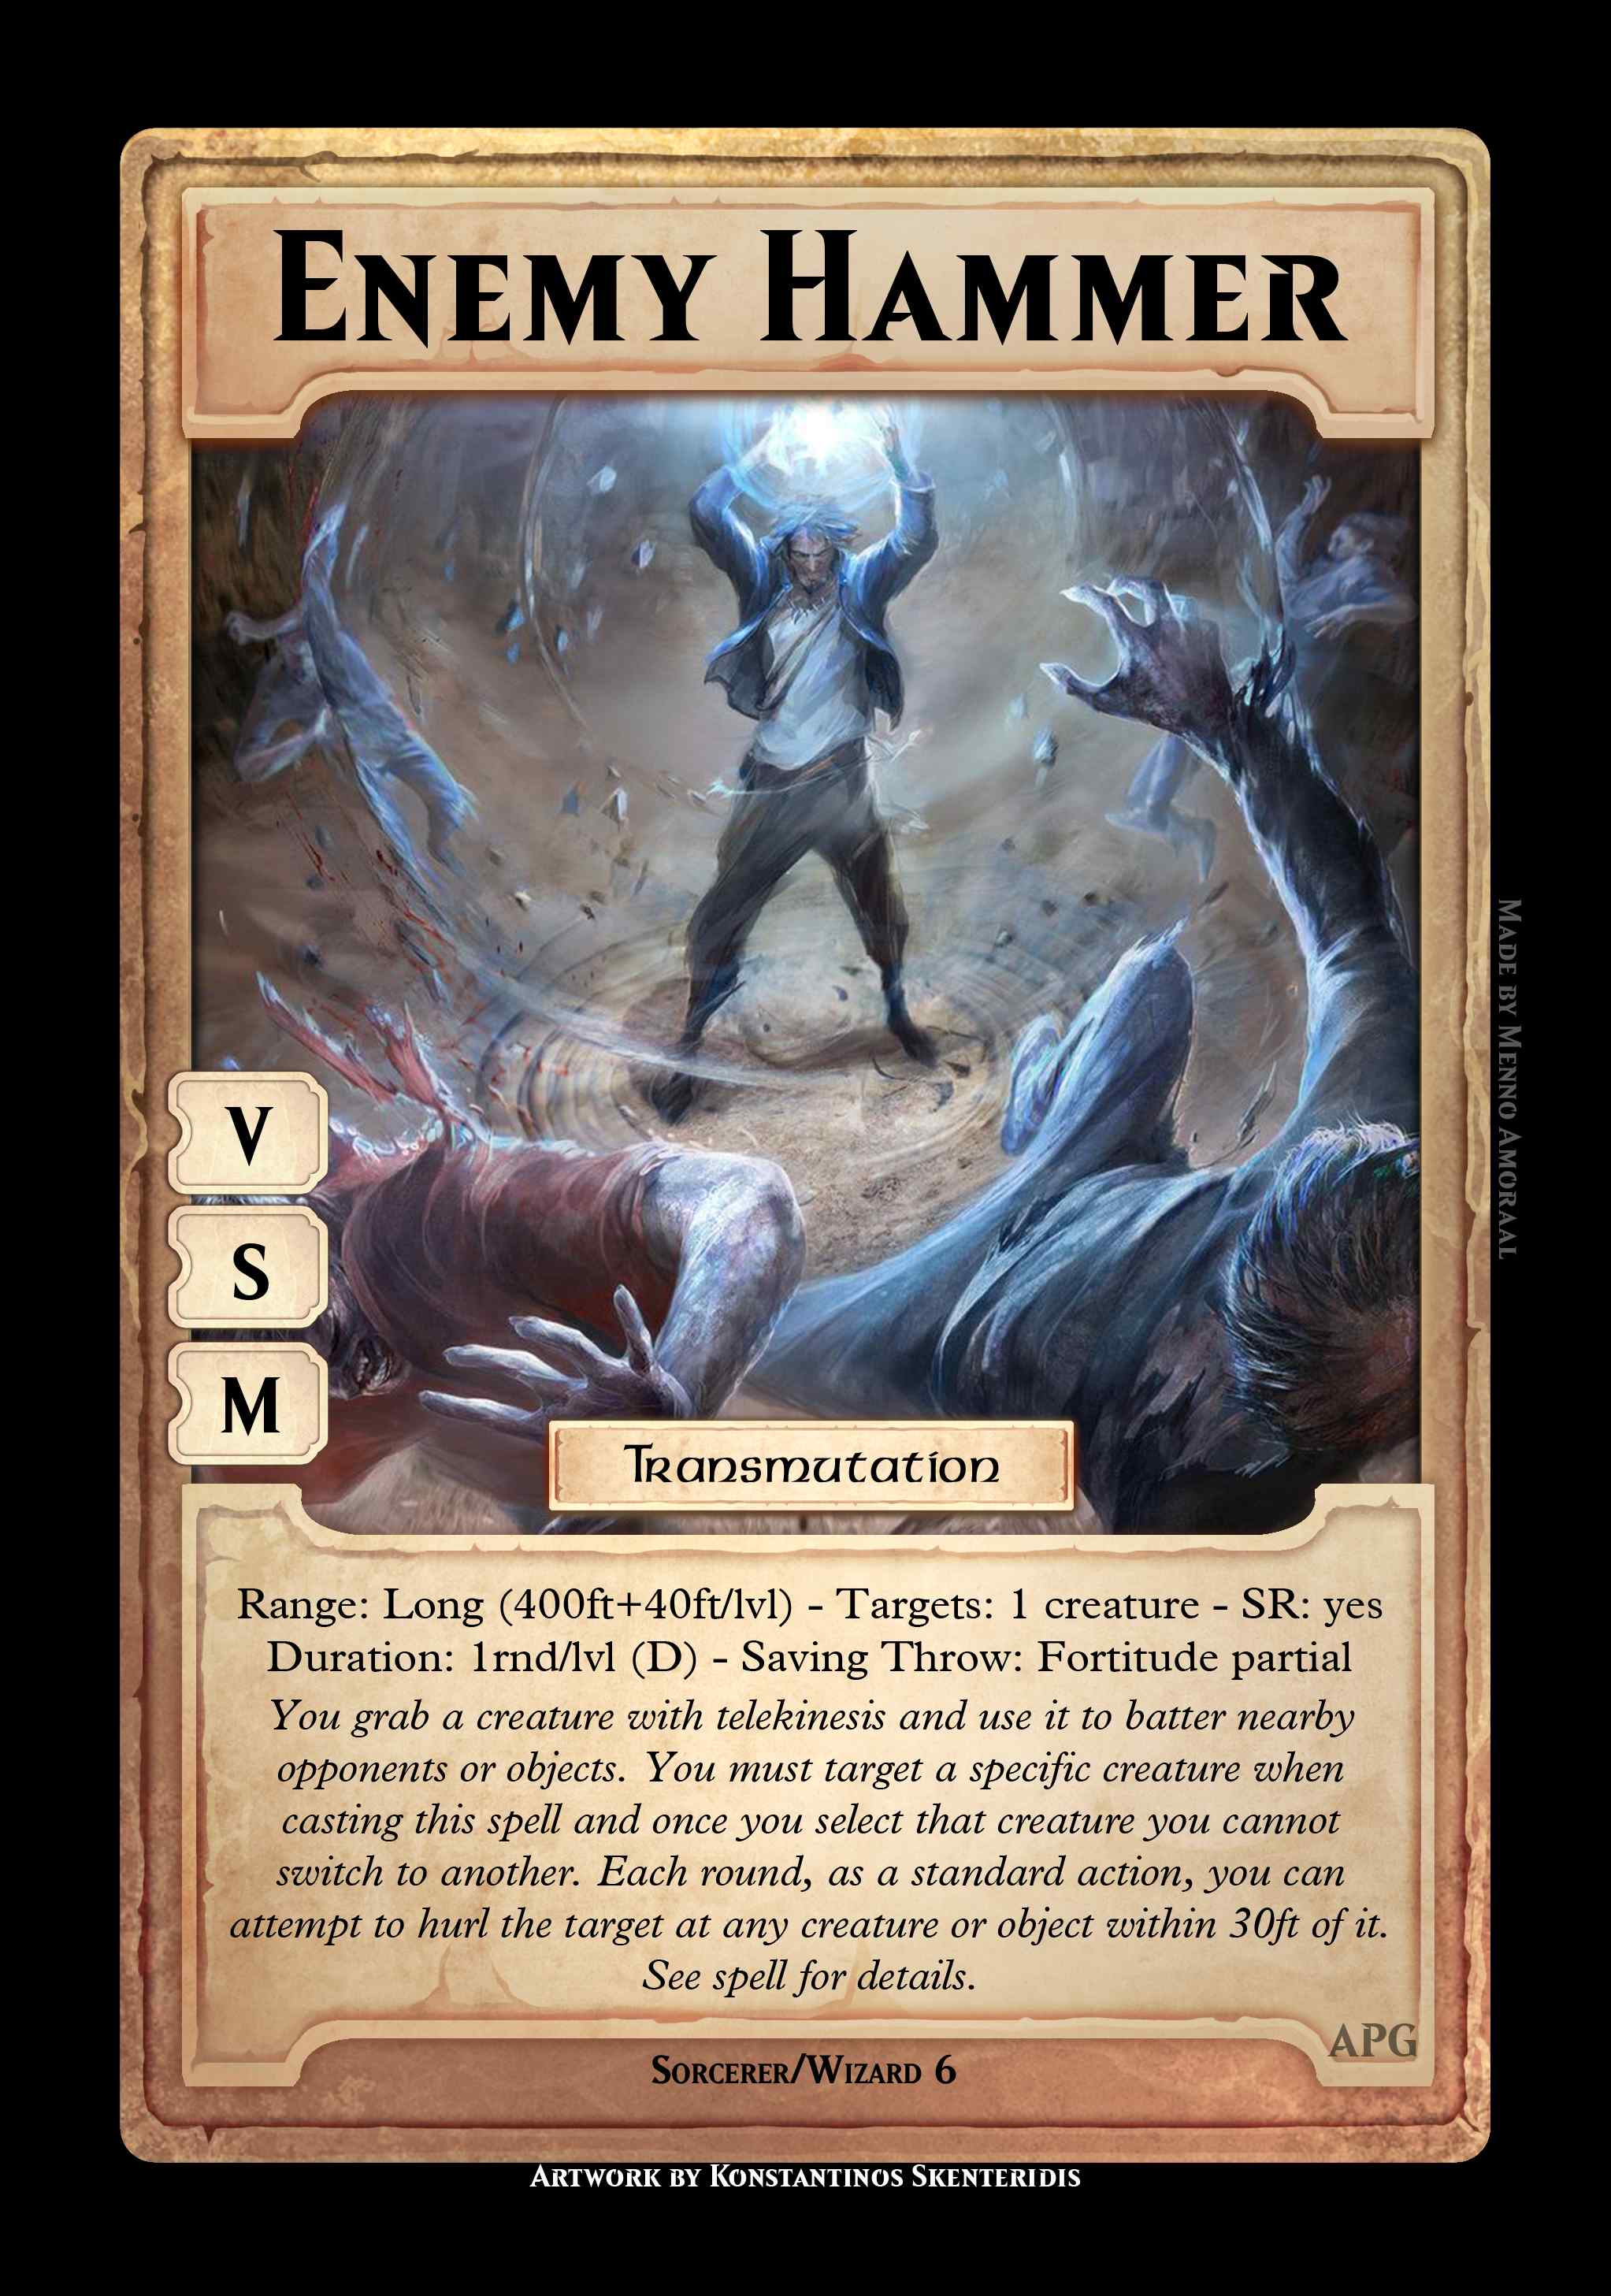 Enemy Hammer
V
S
M
Transmutation
Range: Long (400ft+40ft/lvl) - Targets: 1 creature - SR: yes
Duration: 1rnd/lvl (D) - Saving Throw: Fortitude partial
You grab a creature with telekinesis and use it to batter nearby
opponents or objects. You must target a specific creature when
casting this spell and once you select that creature you cannot
switch to another. Each round, as a standard action, you can
attempt to hurl the target at any creature or object within 30ft of it.
See spell for details.
APG
Sorcerer/Wizard 6
Artwork by Konstantinos Skenteridis
Made by Menno Amoraal